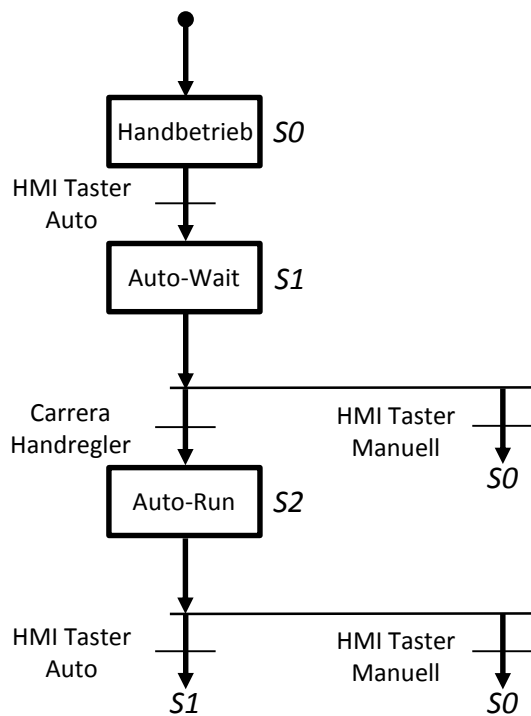 Handbetrieb
S0
HMI Taster
Auto
Auto-Wait
S1
Carrera
Handregler
HMI Taster
Manuell
S0
Auto-Run
S2
HMI Taster
Auto
S1
HMI Taster
Manuell
S0